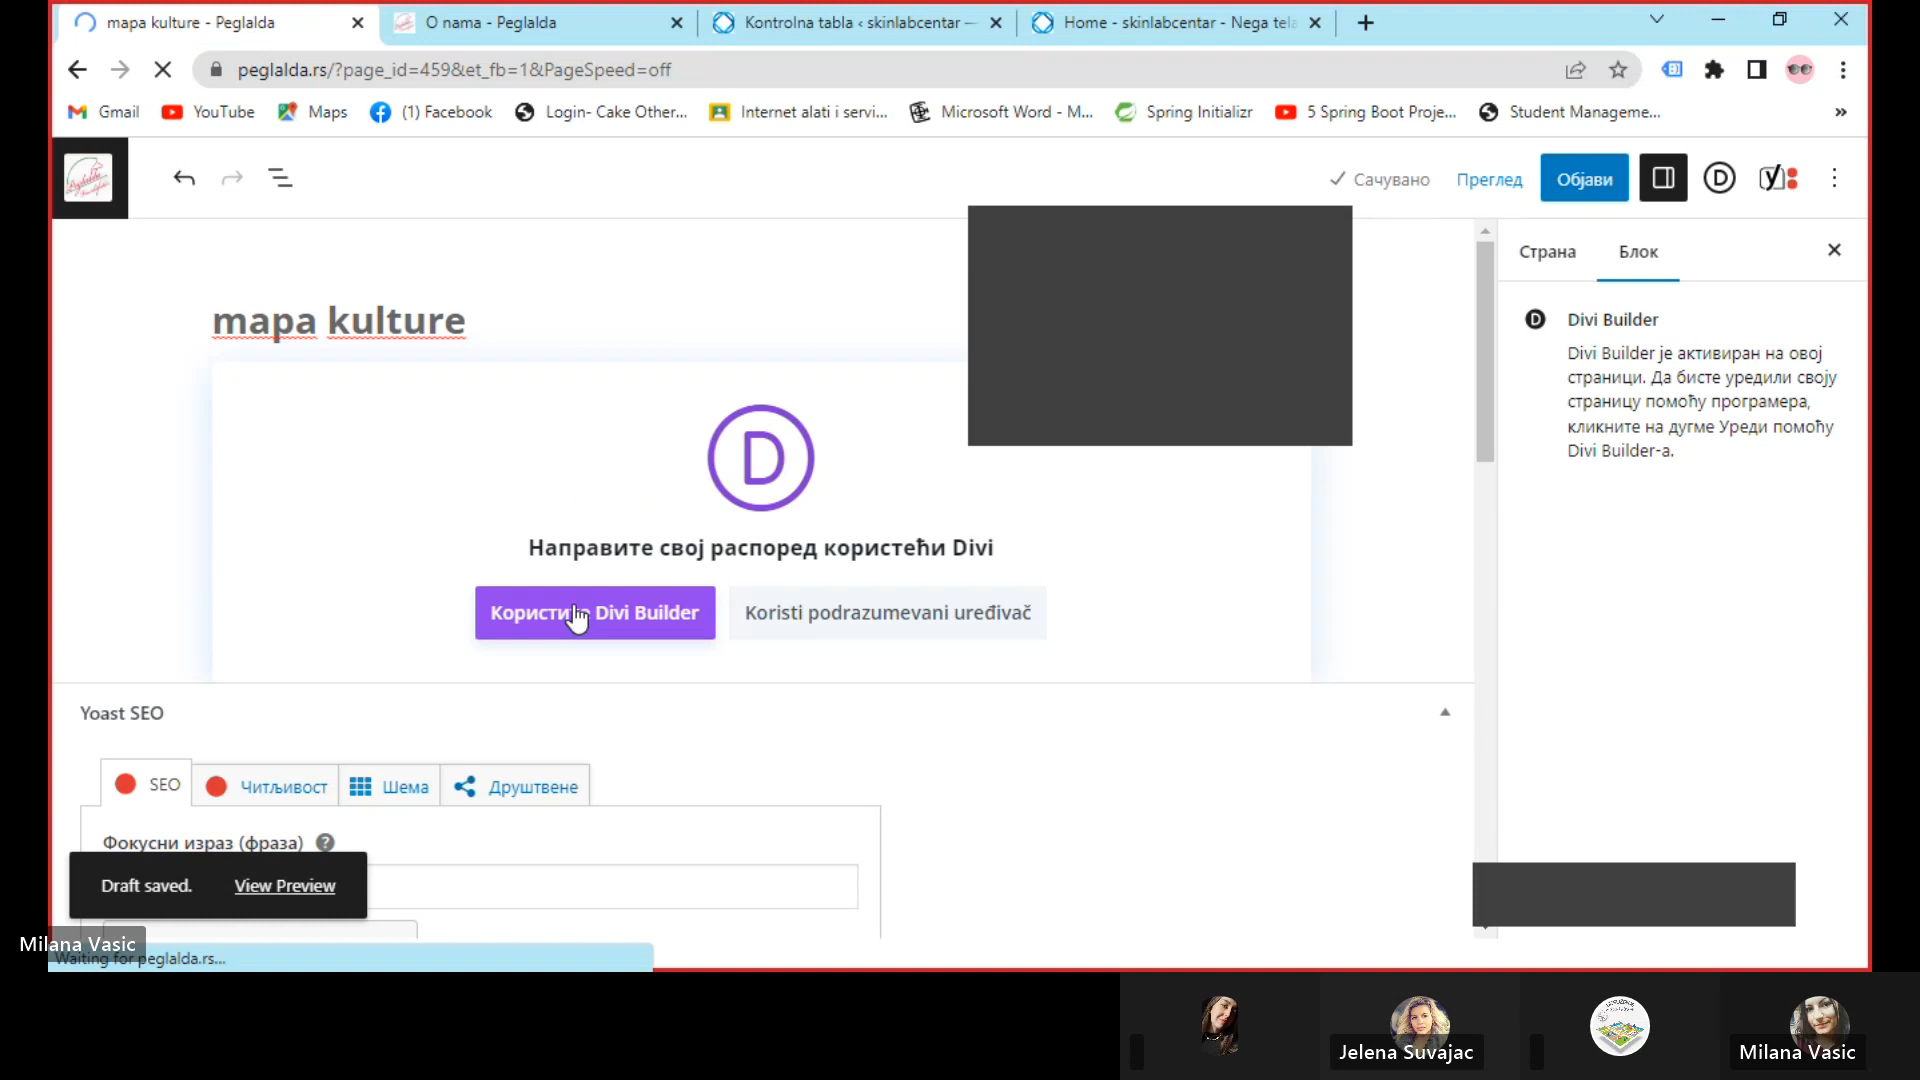 mapa kulture - Peglalda
O nama - Peglalda
Kontrolna tabla ‹ skinlabcentar —
Home - skinlabcentar - Nega tela
peglalda.rs/?page_id=459&et_fb=1&PageSpeed=off
Gmail
YouTube
Maps
(1) Facebook
Login- Cake Other...
Internet alati i servi...
Microsoft Word - M...
Spring Initializr
5 Spring Boot Proje...
Student Manageme...
»
Peglalda
Сачувано
Преглед
Објави
Страна
Блок
mapa kulture
Divi Builder
Divi Builder је активиран на овој
страници. Да бисте уредили своју
страницу помоћу програмера,
кликните на дугме Уреди помоћу
Divi Builder-а.
D
Направите свој распоред користећи Divi
Divi Builder
Koristi podrazumevani uređivač
Yoast SEO
SEO
Читљивост
Шема
Друштвене
Фокусни израз (фраза)
Draft saved.
View Preview
Milana Vasic
Waiting for peglalda.rs...
Jelena Suvajac
Milana Vasic